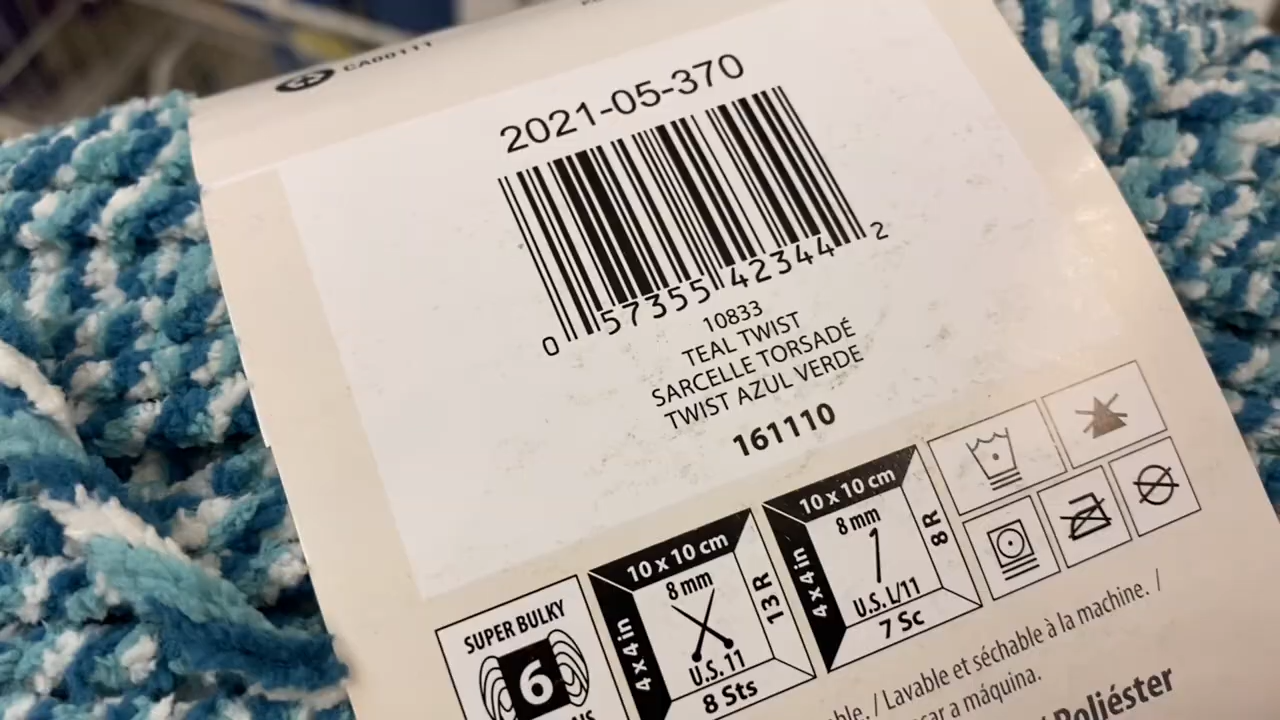 CA00111
2021-05-370
0 57355 42344 2
10833
TEAL TWIST
SARCELLE TORSADÉ
TWIST AZUL VERDE
161110
SUPER BULKY
6
10 x 10 cm
4 x 4 in
8 mm
13 R
U.S. 11
8 Sts
10 x 10 cm
4 x 4 in
8 mm
8 R
U.S. L/11
7 Sc
/ Lavable et séchable à la machine. /
a máquina.
Poliéster